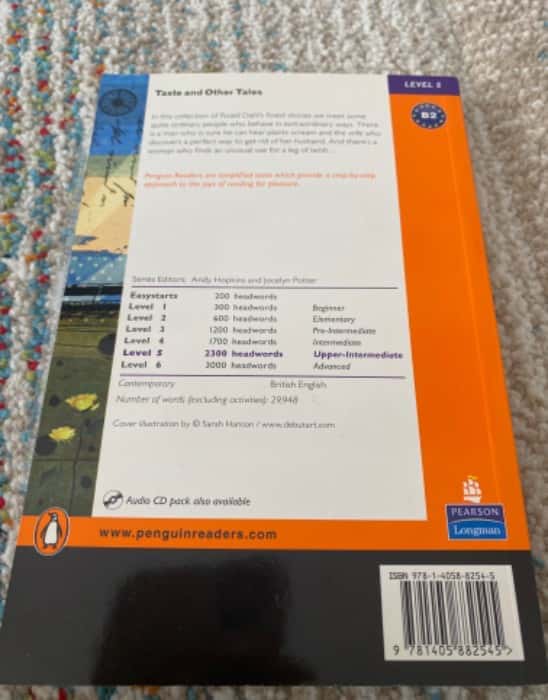 Taste and Other Tales
LEVEL 5
B2
In this collection of Roald Dahl's finest stories we meet some
quite ordinary people who behave in extraordinary ways. There
is a man who is sure he can hear plants scream and the wife who
discovers a perfect way to get rid of her husband. And there's a
woman who finds an unusual use for a leg of lamb ...
Penguin Readers are simplified texts which provide a step-by-step
approach to the joys of reading for pleasure.
Series Editors: Andy Hopkins and Jocelyn Potter
Easystarts 200 headwords
Level 1 300 headwords Beginner
Level 2 600 headwords Elementary
Level 3 1200 headwords Pre-Intermediate
Level 4 1700 headwords Intermediate
Level 5 2300 headwords Upper-Intermediate
Level 6 3000 headwords Advanced
Contemporary British English
Number of words (excluding activities): 29,948
Cover illustration by © Sarah Hanson / www.debutart.com
Audio CD pack also available
PEARSON
Longman
www.penguinreaders.com
ISBN 978-1-4058-8254-5
9 781405 882545 >